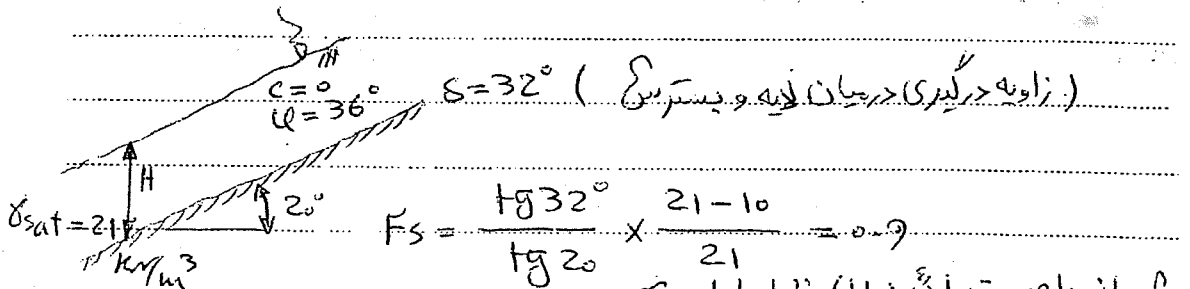 c=0
φ=36°
δ=32° (زاویه درگیری در میان لایه و بستر سنگ)
H
20°
γsat=21 kN/m³
Fs = tg32°/tg20 × 21-10/21 = 0.9